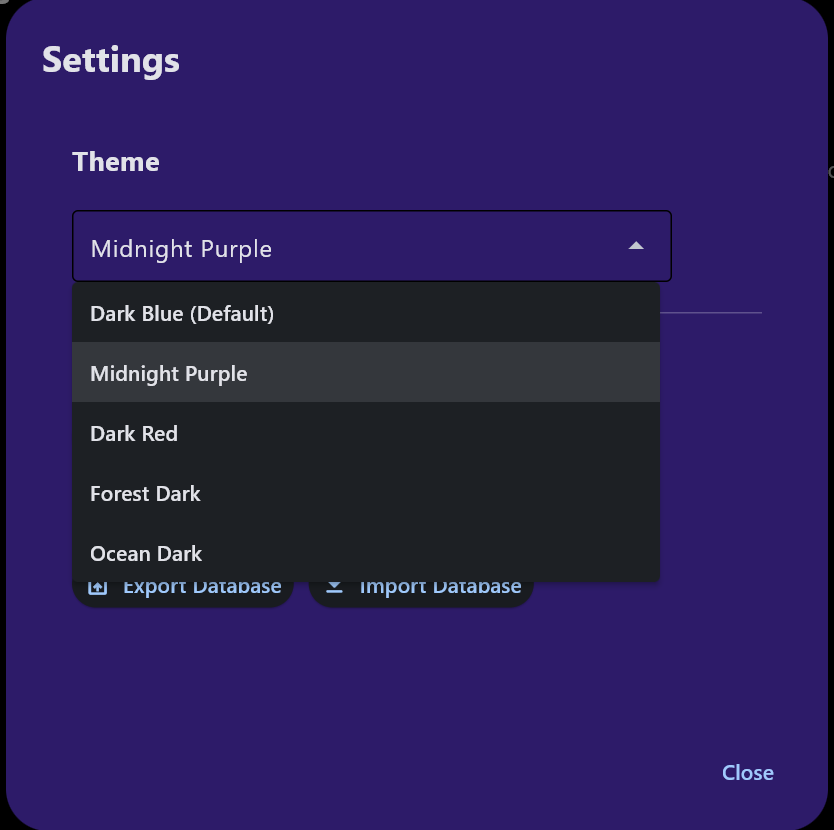 Settings
Theme
Midnight Purple
Dark Blue (Default)
Midnight Purple
Dark Red
Forest Dark
Ocean Dark
Export Database Import Database
Close